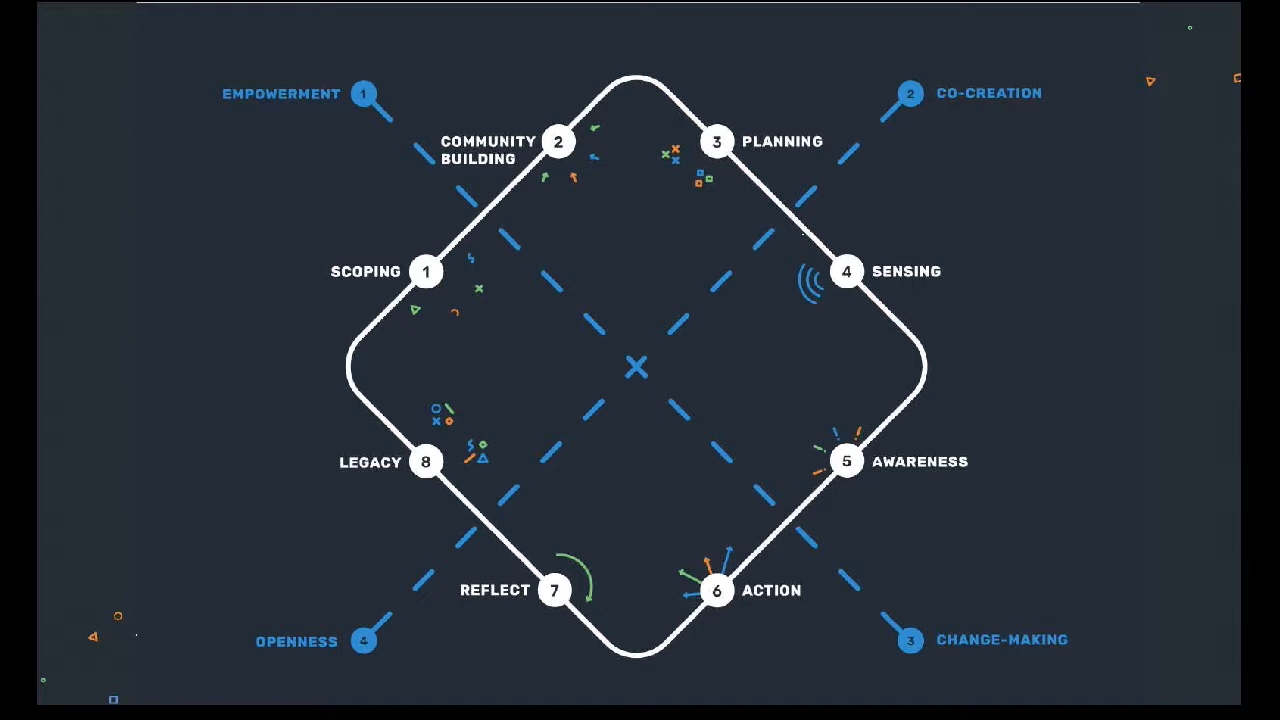 EMPOWERMENT 1
2 CO-CREATION
COMMUNITY
BUILDING
2
3 PLANNING
SCOPING 1
4 SENSING
LEGACY 8
5 AWARENESS
REFLECT 7
6 ACTION
OPENNESS 4
3 CHANGE-MAKING